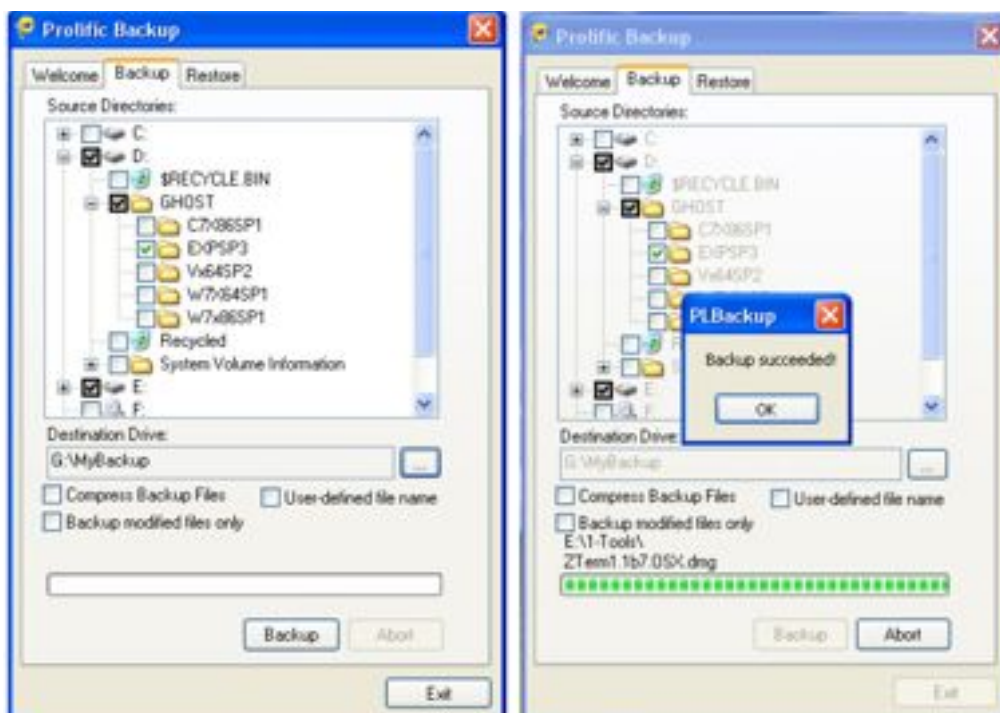 Prolific Backup
Welcome Backup Restore
Source Directories:
C:
D:
$RECYCLE.BIN
GHOST
C7X86SP1
EXPSP3
Vx64SP2
W7X64SP1
W7x86SP1
Recycled
System Volume Information
E:
F:
Destination Drive:
G:\MyBackup
...
Compress Backup Files User-defined file name
Backup modified files only
Backup Abort
Exit
Prolific Backup
Welcome Backup Restore
Source Directories:
C:
D:
$RECYCLE.BIN
GHOST
C7X86SP1
EXPSP3
Vx64SP2
E:
F:
PLBackup
Backup succeeded!
OK
Destination Drive:
G:\MyBackup
...
Compress Backup Files User-defined file name
Backup modified files only
E:\1-Tools\
ZTerm1.1b7.OSX.dmg
Backup Abort
Exit